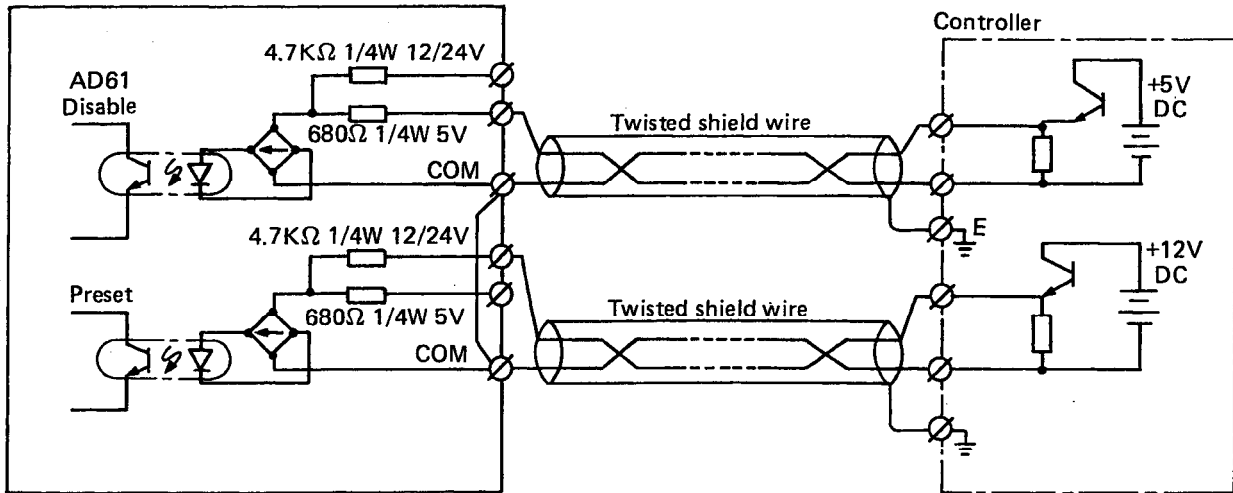 Controller
4.7KΩ 1/4W 12/24V
AD61
Disable
680Ω 1/4W 5V
COM
Twisted shield wire
+5V
DC
E
4.7KΩ 1/4W 12/24V
Preset
680Ω 1/4W 5V
COM
Twisted shield wire
+12V
DC